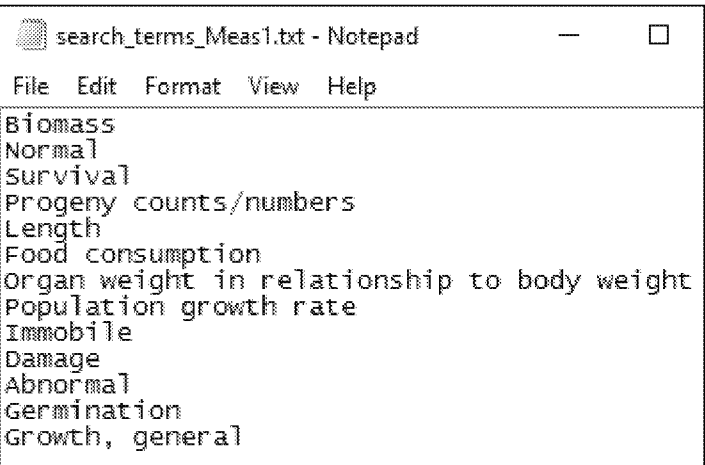 search_terms_Meas1.txt - Notepad
File Edit Format View Help
Biomass
Normal
Survival
Progeny counts/numbers
Length
Food consumption
Organ weight in relationship to body weight
Population growth rate
Immobile
Damage
Abnormal
Germination
Growth, general